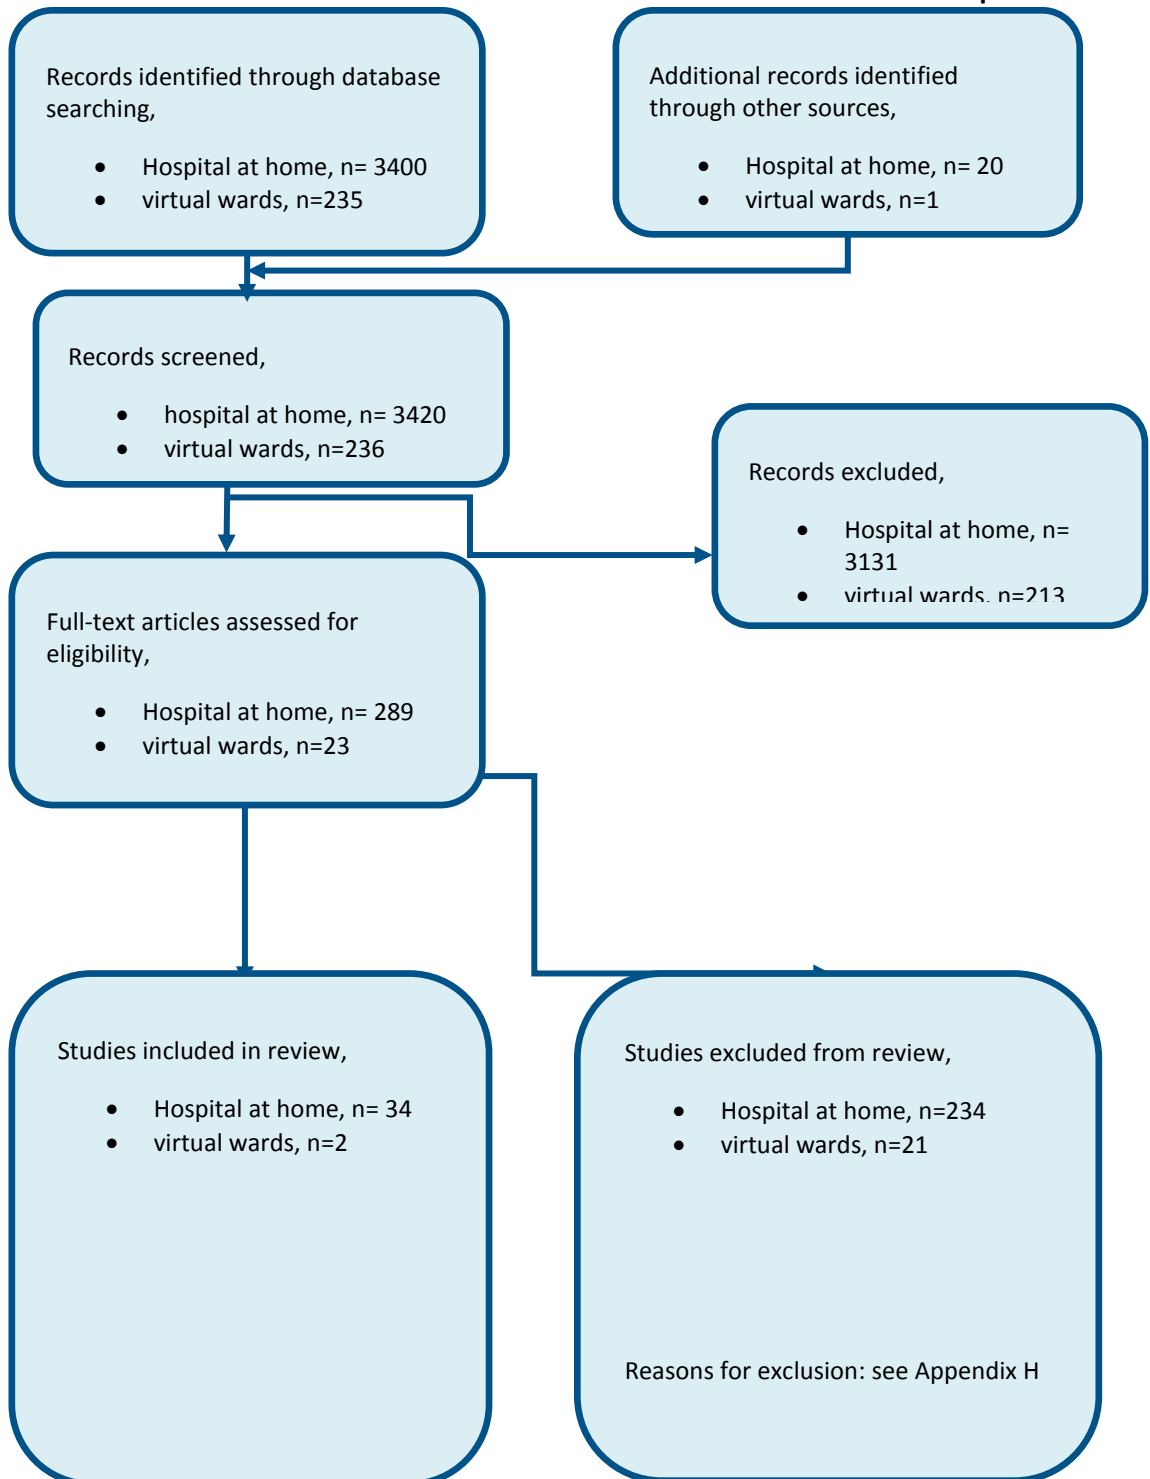 Records identified through database
searching,
• Hospital at home, n= 3400
• virtual wards, n=235
Additional records identified
through other sources,
• Hospital at home, n= 20
• virtual wards, n=1
Records screened,
• hospital at home, n= 3420
• virtual wards, n=236
Records excluded,
• Hospital at home, n=
3131
• virtual wards, n=213
Full-text articles assessed for
eligibility,
• Hospital at home, n= 289
• virtual wards, n=23
Studies included in review,
• Hospital at home, n= 34
• virtual wards, n=2
Studies excluded from review,
• Hospital at home, n=234
• virtual wards, n=21
Reasons for exclusion: see Appendix H